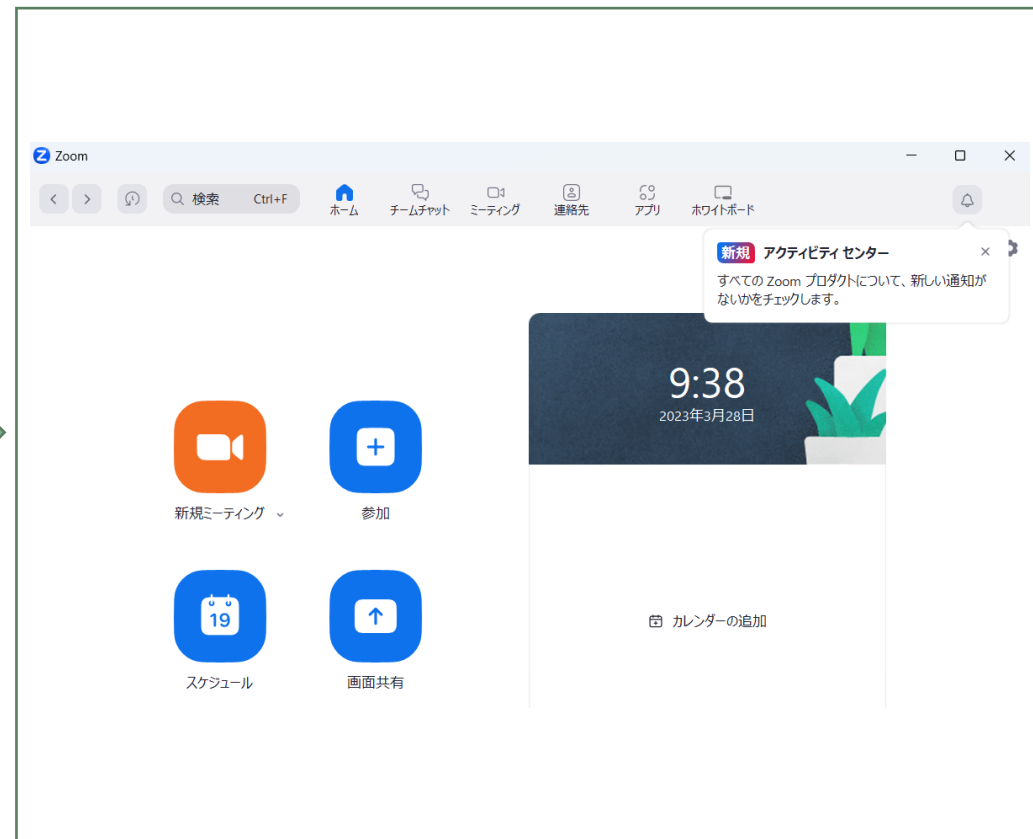 Zoom
検索 Ctrl+F
ホーム
チームチャット
ミーティング
連絡先
アプリ
ホワイトボード
新規 アクティビティ センター
すべての Zoom プロダクトについて、新しい通知が
ないかをチェックします。
9:38
2023年3月28日
新規ミーティング
参加
19
スケジュール
画面共有
カレンダーの追加